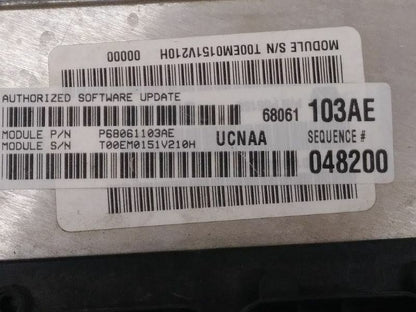 MODULE S/N T00EM0151V210H
00000
AUTHORIZED SOFTWARE UPDATE
68061 103AE
MODULE P/N P68061103AE
MODULE S/N T00EM0151V210H
UCNAA
SEQUENCE #
048200